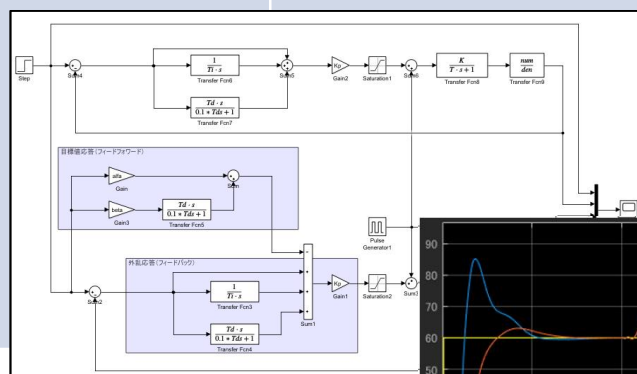 Step
Sum4
1
Ti・s
Transfer Fcn6
Td・s
0.1*Tds+1
Transfer Fcn7
Sum5
Kp
Gain2
Saturation1
Sum6
K
T・s+1
Transfer Fcn8
num
den
Transfer Fcn9
目標値応答(フィードフォワード)
alfa
Gain
beta
Gain3
Td・s
0.1*Tds+1
Transfer Fcn5
Sum
Pulse
Generator1
外乱応答(フィードバック)
Sum2
1
Ti・s
Transfer Fcn3
Td・s
0.1*Tds+1
Transfer Fcn4
Sum1
Kp
Gain1
Saturation2
90
80
70
60
50